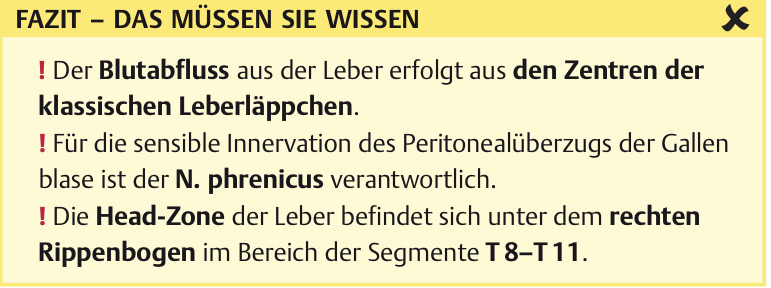 FAZIT – DAS MÜSSEN SIE WISSEN ✘
! Der Blutabfluss aus der Leber erfolgt aus den Zentren der
klassischen Leberläppchen.
! Für die sensible Innervation des Peritonealüberzugs der Gallen
blase ist der N. phrenicus verantwortlich.
! Die Head-Zone der Leber befindet sich unter dem rechten
Rippenbogen im Bereich der Segmente T 8–T 11.